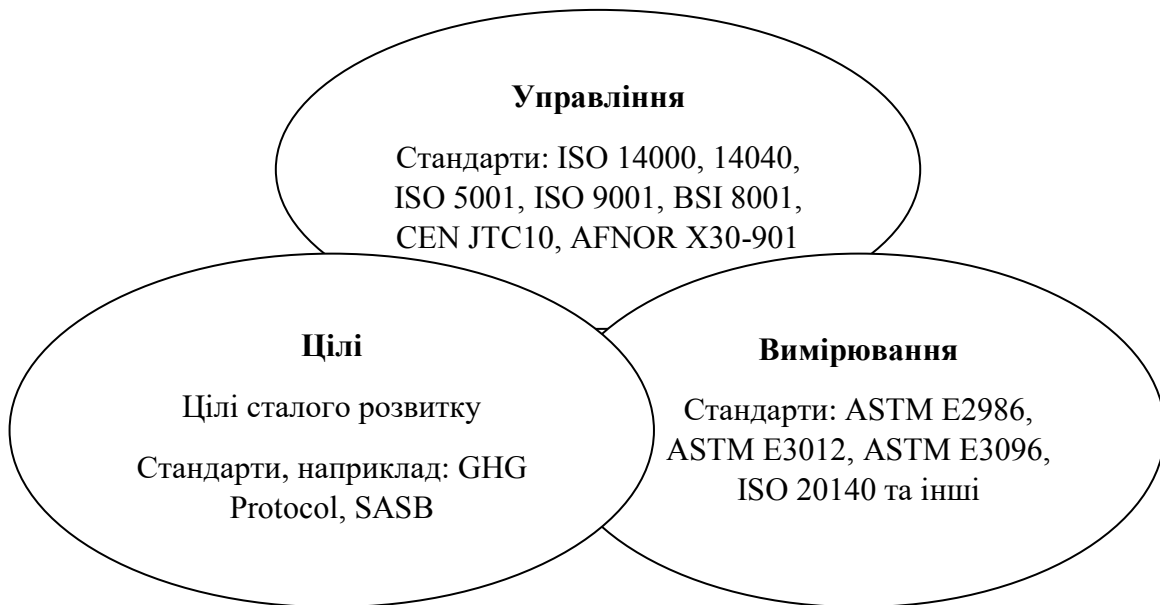 Управління
Стандарти: ISO 14000, 14040,
ISO 5001, ISO 9001, BSI 8001,
CEN JTC10, AFNOR X30-901
Цілі
Цілі сталого розвитку
Стандарти, наприклад: GHG
Protocol, SASB
Вимірювання
Стандарти: ASTM E2986,
ASTM E3012, ASTM E3096,
ISO 20140 та інші